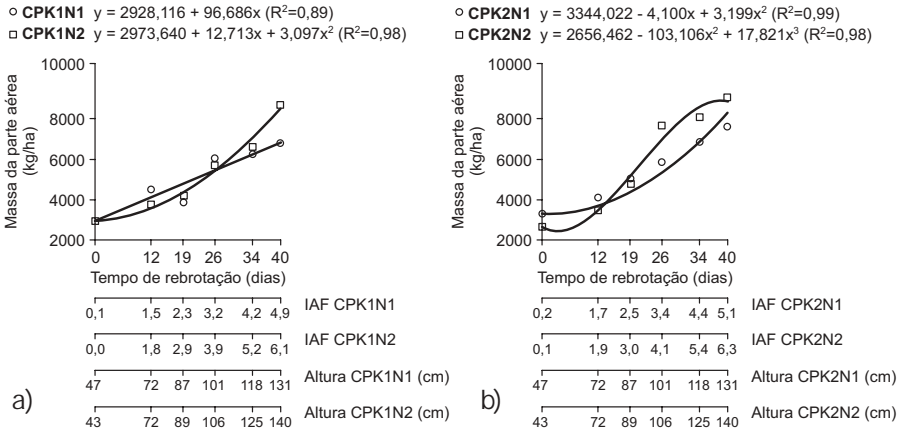 CPK1N1 y = 2928,116 + 96,686x (R²=0,89)
CPK1N2 y = 2973,640 + 12,713x + 3,097x² (R²=0,98)
10000
8000
6000
4000
2000
Massa da parte aérea
(kg/ha)
0 12 19 26 34 40
Tempo de rebrotação (dias)
0,1 1,5 2,3 3,2 4,2 4,9 IAF CPK1N1
0,0 1,8 2,9 3,9 5,2 6,1 IAF CPK1N2
47 72 87 101 118 131 Altura CPK1N1 (cm)
43 72 89 106 125 140 Altura CPK1N2 (cm)
a)
CPK2N1 y = 3344,022 - 4,100x + 3,199x² (R²=0,99)
CPK2N2 y = 2656,462 - 103,106x² + 17,821x³ (R²=0,98)
10000
8000
6000
4000
2000
Massa da parte aérea
(kg/ha)
0 12 19 26 34 40
Tempo de rebrotação (dias)
0,2 1,7 2,5 3,4 4,4 5,1 IAF CPK2N1
0,1 1,9 3,0 4,1 5,4 6,3 IAF CPK2N2
47 72 87 101 118 131 Altura CPK2N1 (cm)
43 72 89 106 125 140 Altura CPK2N2 (cm)
b)